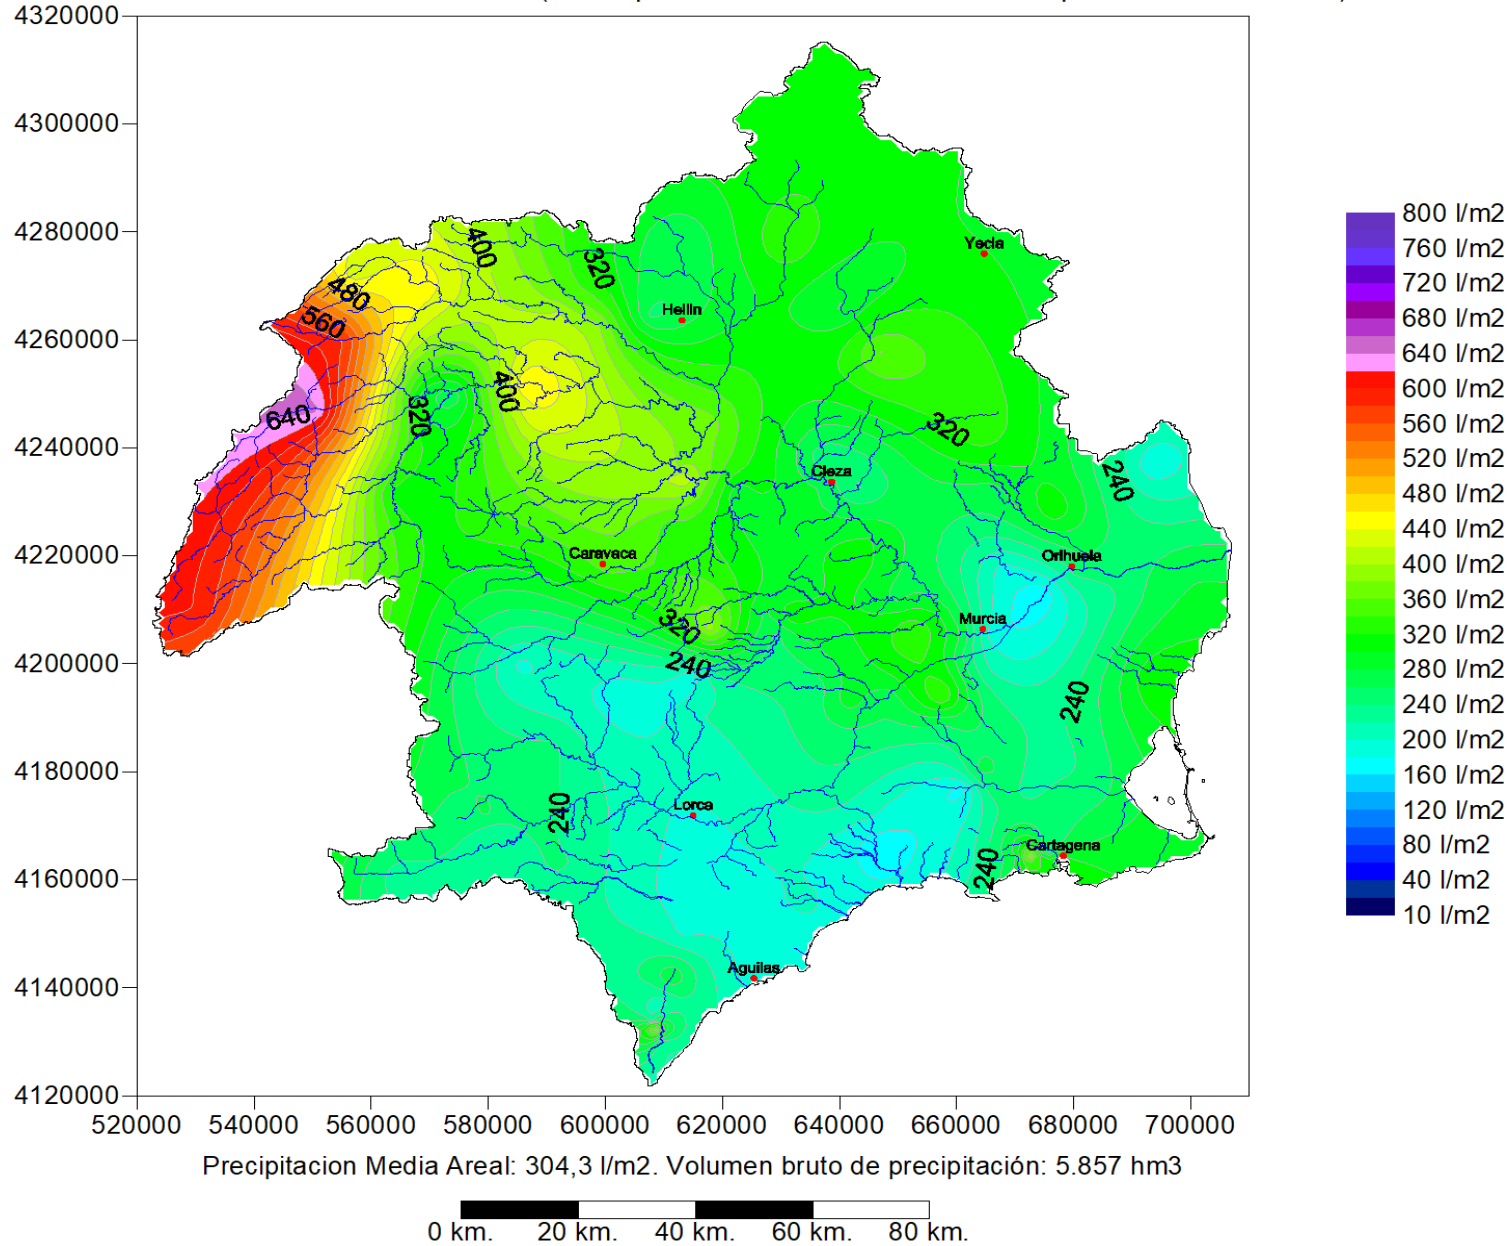 4320000
4300000
4280000
4260000
4240000
4220000
4200000
4180000
4160000
4140000
4120000
520000 540000 560000 580000 600000 620000 640000 660000 680000 700000
400
320
480
560
640
320
400
320
240
320
240
240
240
240
Yecla
Hellin
Cieza
Caravaca
Orihuela
Murcia
Lorca
Cartagena
Aguilas
800 l/m2
760 l/m2
720 l/m2
680 l/m2
640 l/m2
600 l/m2
560 l/m2
520 l/m2
480 l/m2
440 l/m2
400 l/m2
360 l/m2
320 l/m2
280 l/m2
240 l/m2
200 l/m2
160 l/m2
120 l/m2
80 l/m2
40 l/m2
10 l/m2
Precipitacion Media Areal: 304,3 l/m2. Volumen bruto de precipitación: 5.857 hm3
0 km. 20 km. 40 km. 60 km. 80 km.